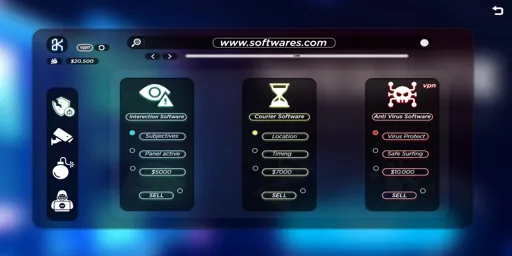 www.softwares.com
vpn
$20.500
vpn
Interection Software
Courier Software
Anti Virus Software
Subjectives
Location
Virus Protect
Panel active
Timing
Safe Surfing
$5000
$7000
$10.000
SELL
SELL
SELL